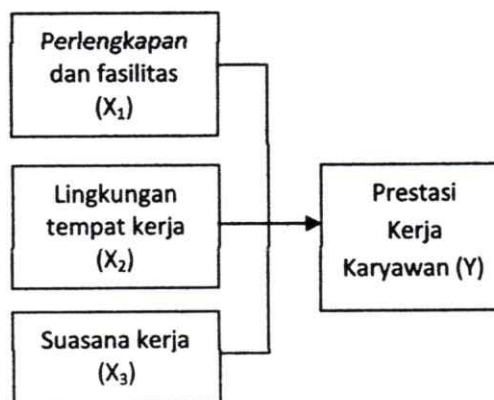 Perlengkapan
dan fasilitas
(X₁)
Lingkungan
tempat kerja
(X₂)
Suasana kerja
(X₃)
Prestasi
Kerja
Karyawan (Y)